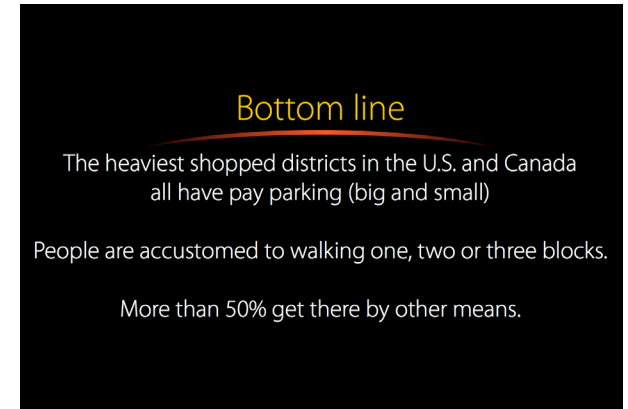 Bottom line
The heaviest shopped districts in the U.S. and Canada
all have pay parking (big and small)
People are accustomed to walking one, two or three blocks.
More than 50% get there by other means.